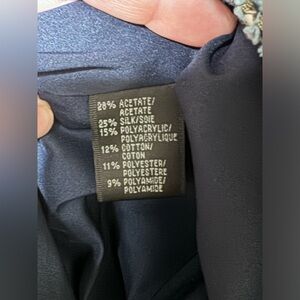 28% ACETATE/
ACETATE
25% SILK/SOIE
15% POLYACRYLIC/
POLYACRYLIQUE
12% COTTON/
COTON
11% POLYESTER/
POLYESTERE
9% POLYAMIDE/
POLYAMIDE